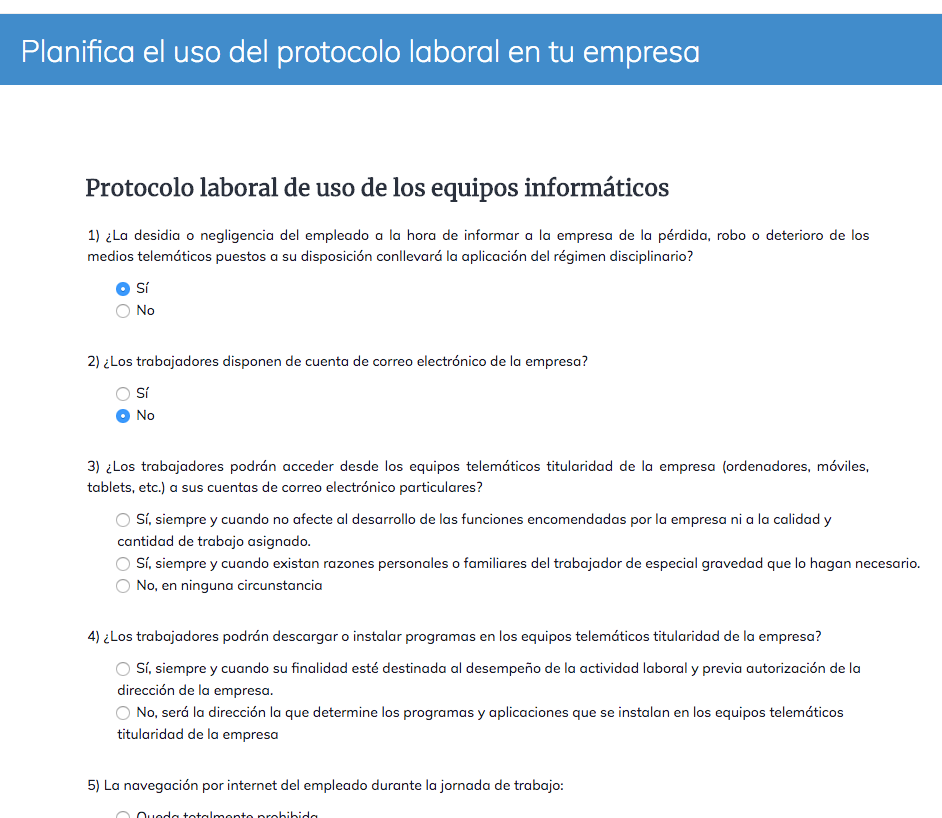 Planifica el uso del protocolo laboral en tu empresa
Protocolo laboral de uso de los equipos informáticos
1) ¿La desidia o negligencia del empleado a la hora de informar a la empresa de la pérdida, robo o deterioro de los
medios telemáticos puestos a su disposición conllevará la aplicación del régimen disciplinario?
Sí
No
2) ¿Los trabajadores disponen de cuenta de correo electrónico de la empresa?
Sí
No
3) ¿Los trabajadores podrán acceder desde los equipos telemáticos titularidad de la empresa (ordenadores, móviles,
tablets, etc.) a sus cuentas de correo electrónico particulares?
Sí, siempre y cuando no afecte al desarrollo de las funciones encomendadas por la empresa ni a la calidad y
cantidad de trabajo asignado.
Sí, siempre y cuando existan razones personales o familiares del trabajador de especial gravedad que lo hagan necesario.
No, en ninguna circunstancia
4) ¿Los trabajadores podrán descargar o instalar programas en los equipos telemáticos titularidad de la empresa?
Sí, siempre y cuando su finalidad esté destinada al desempeño de la actividad laboral y previa autorización de la
dirección de la empresa.
No, será la dirección la que determine los programas y aplicaciones que se instalan en los equipos telemáticos
titularidad de la empresa
5) La navegación por internet del empleado durante la jornada de trabajo:
Queda totalmente prohibida